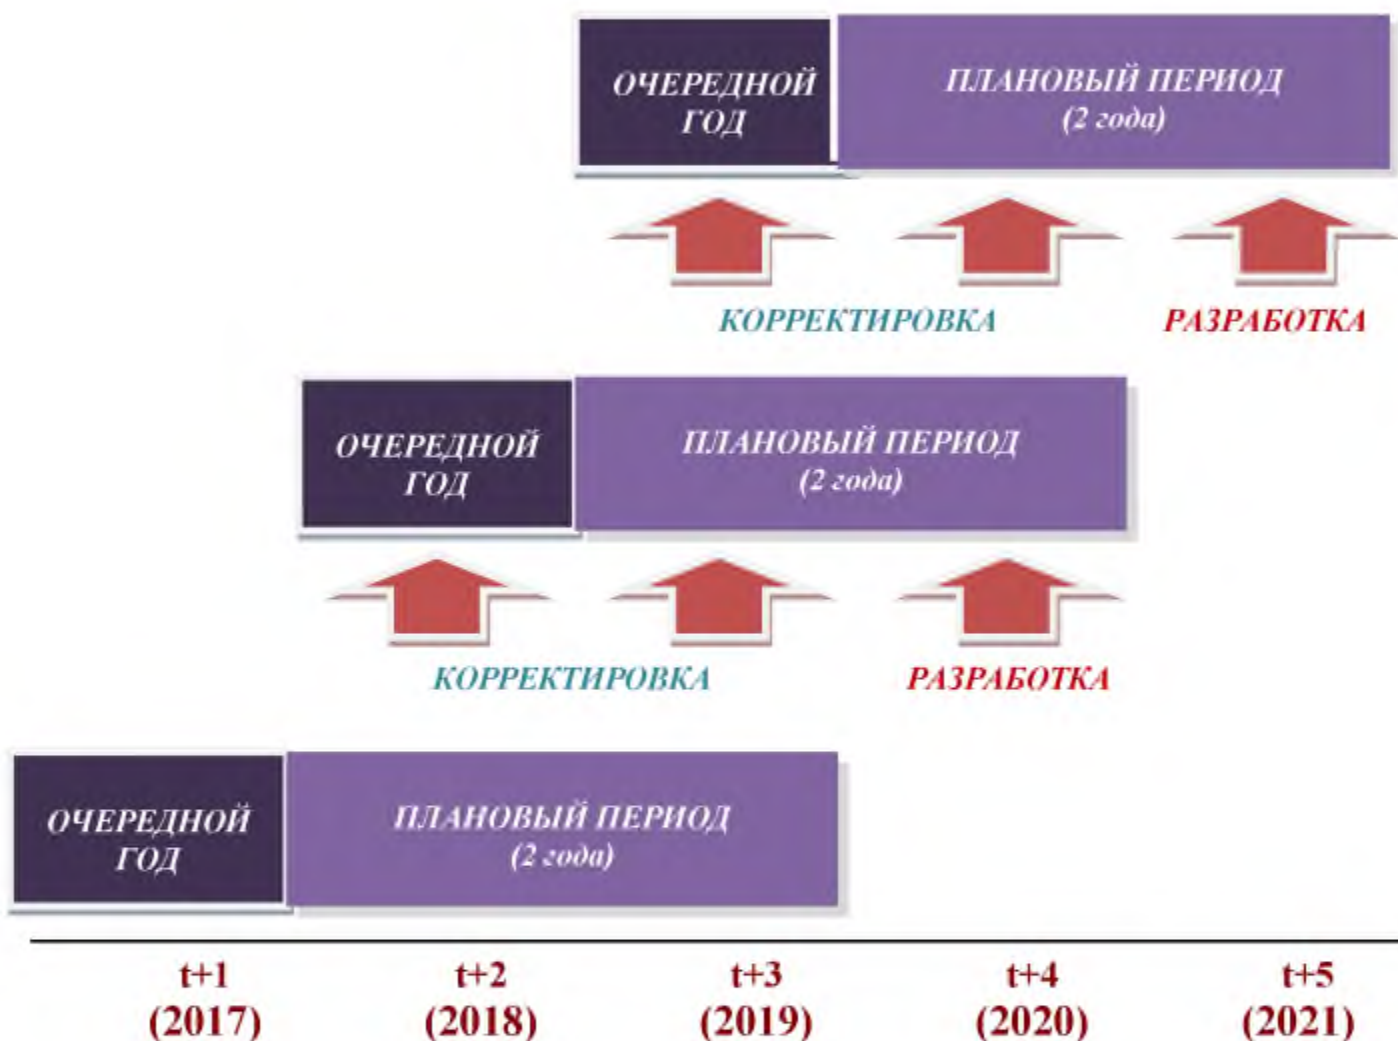 ОЧЕРЕДНОЙ
ГОД
ПЛАНОВЫЙ ПЕРИОД
(2 года)
КОРРЕКТИРОВКА
РАЗРАБОТКА
ОЧЕРЕДНОЙ
ГОД
ПЛАНОВЫЙ ПЕРИОД
(2 года)
КОРРЕКТИРОВКА
РАЗРАБОТКА
ОЧЕРЕДНОЙ
ГОД
ПЛАНОВЫЙ ПЕРИОД
(2 года)
t+1
(2017)
t+2
(2018)
t+3
(2019)
t+4
(2020)
t+5
(2021)